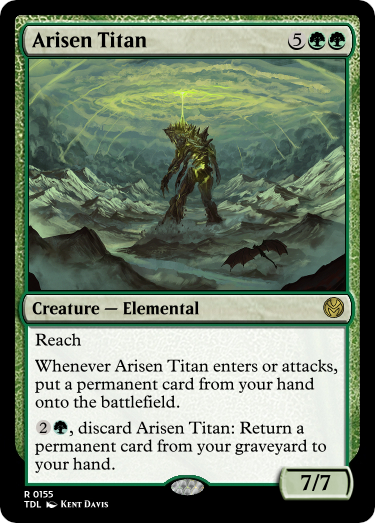 Arisen Titan 5
Creature — Elemental
Reach
Whenever Arisen Titan enters or attacks,
put a permanent card from your hand
onto the battlefield.
2, discard Arisen Titan: Return a
permanent card from your graveyard to
your hand.
7/7
R 0155
TDL Kent Davis